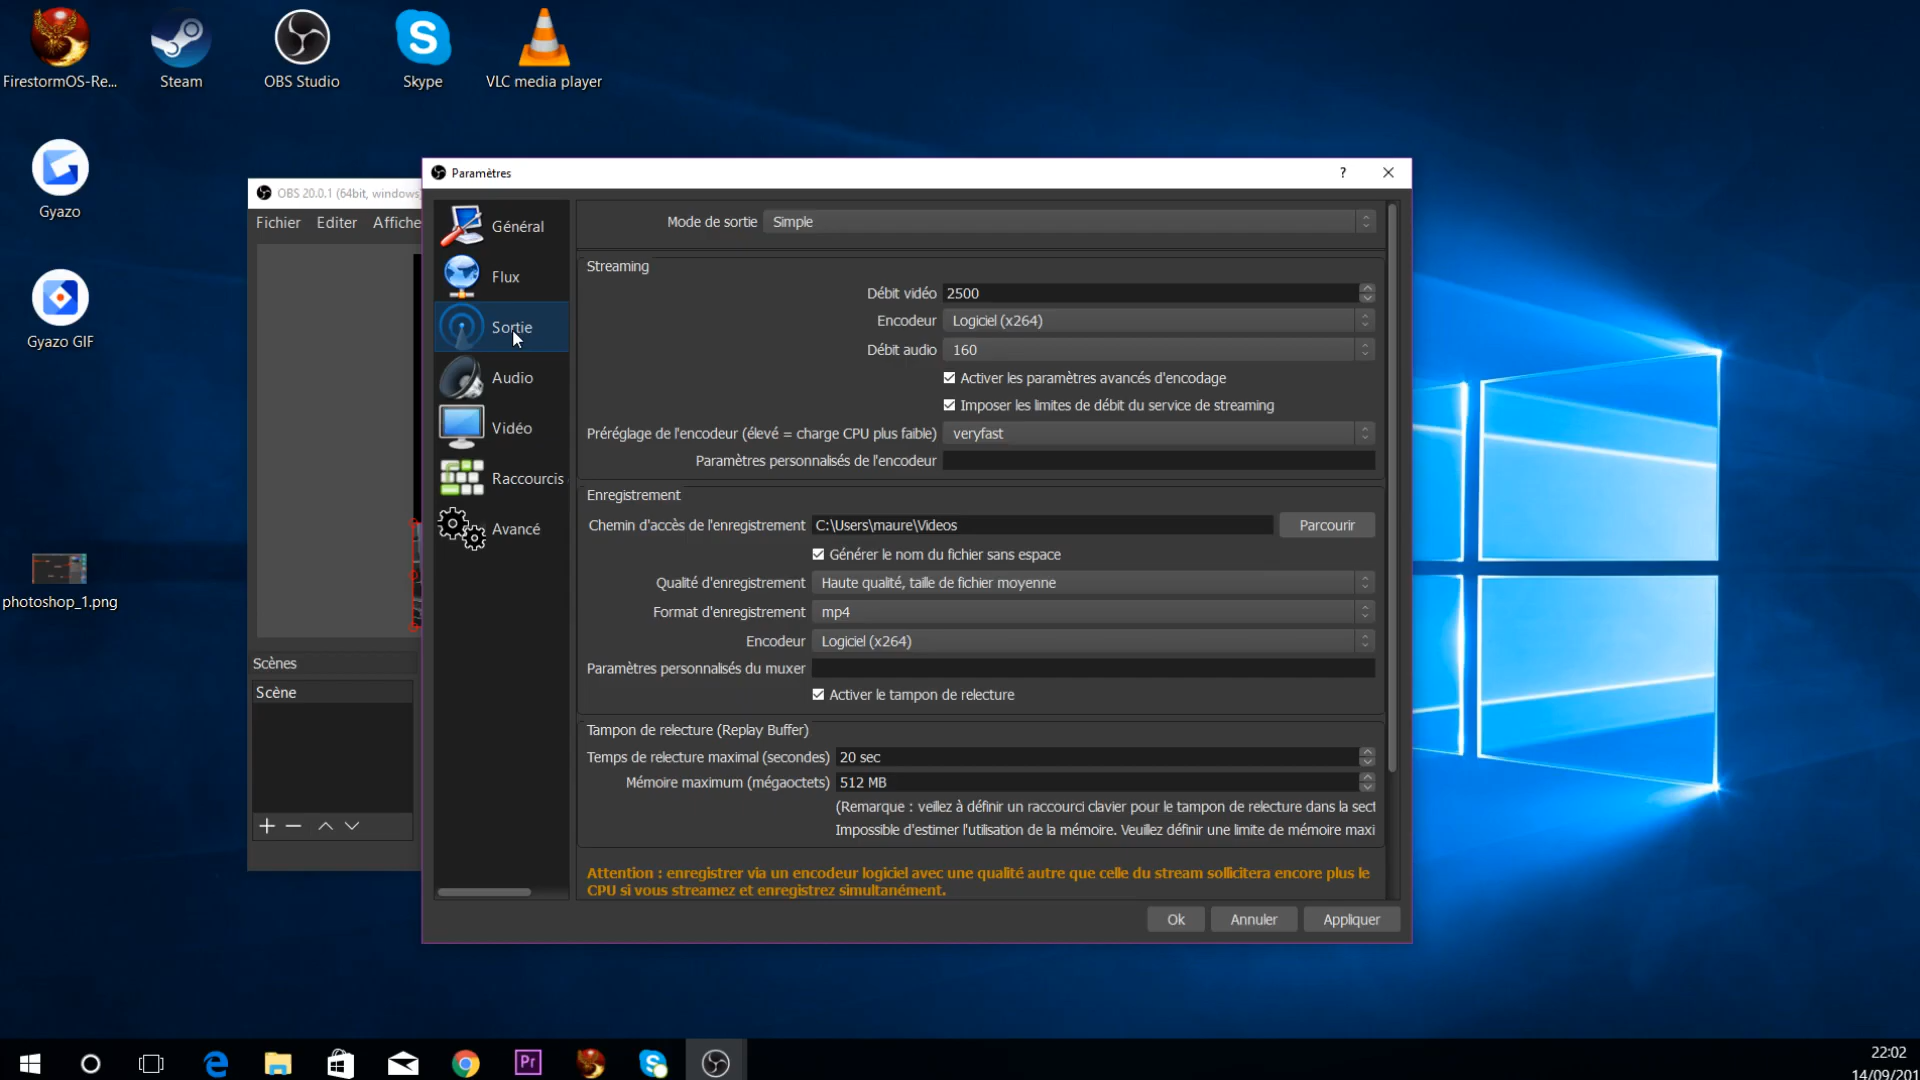 FirestormOS-Re...
Steam
OBS Studio
Skype
VLC media player
Gyazo
Gyazo GIF
photoshop_1.png
OBS 20.0.1 (64bit, windows
Fichier Editer Affiche
Scènes
Scène
Paramètres
?
Général
Flux
Sortie
Audio
Vidéo
Raccourcis
Avancé
Mode de sortie Simple
Streaming
Débit vidéo 2500
Encodeur Logiciel (x264)
Débit audio 160
Activer les paramètres avancés d'encodage
Imposer les limites de débit du service de streaming
Préréglage de l'encodeur (élevé = charge CPU plus faible) veryfast
Paramètres personnalisés de l'encodeur
Enregistrement
Chemin d'accès de l'enregistrement C:\Users\maure\Videos Parcourir
Générer le nom du fichier sans espace
Qualité d'enregistrement Haute qualité, taille de fichier moyenne
Format d'enregistrement mp4
Encodeur Logiciel (x264)
Paramètres personnalisés du muxer
Activer le tampon de relecture
Tampon de relecture (Replay Buffer)
Temps de relecture maximal (secondes) 20 sec
Mémoire maximum (mégaoctets) 512 MB
(Remarque : veillez à définir un raccourci clavier pour le tampon de relecture dans la sect
Impossible d'estimer l'utilisation de la mémoire. Veuillez définir une limite de mémoire maxi
Attention : enregistrer via un encodeur logiciel avec une qualité autre que celle du stream sollicitera encore plus le
CPU si vous streamez et enregistrez simultanément.
Ok Annuler Appliquer
Pr
22:02
14/09/201